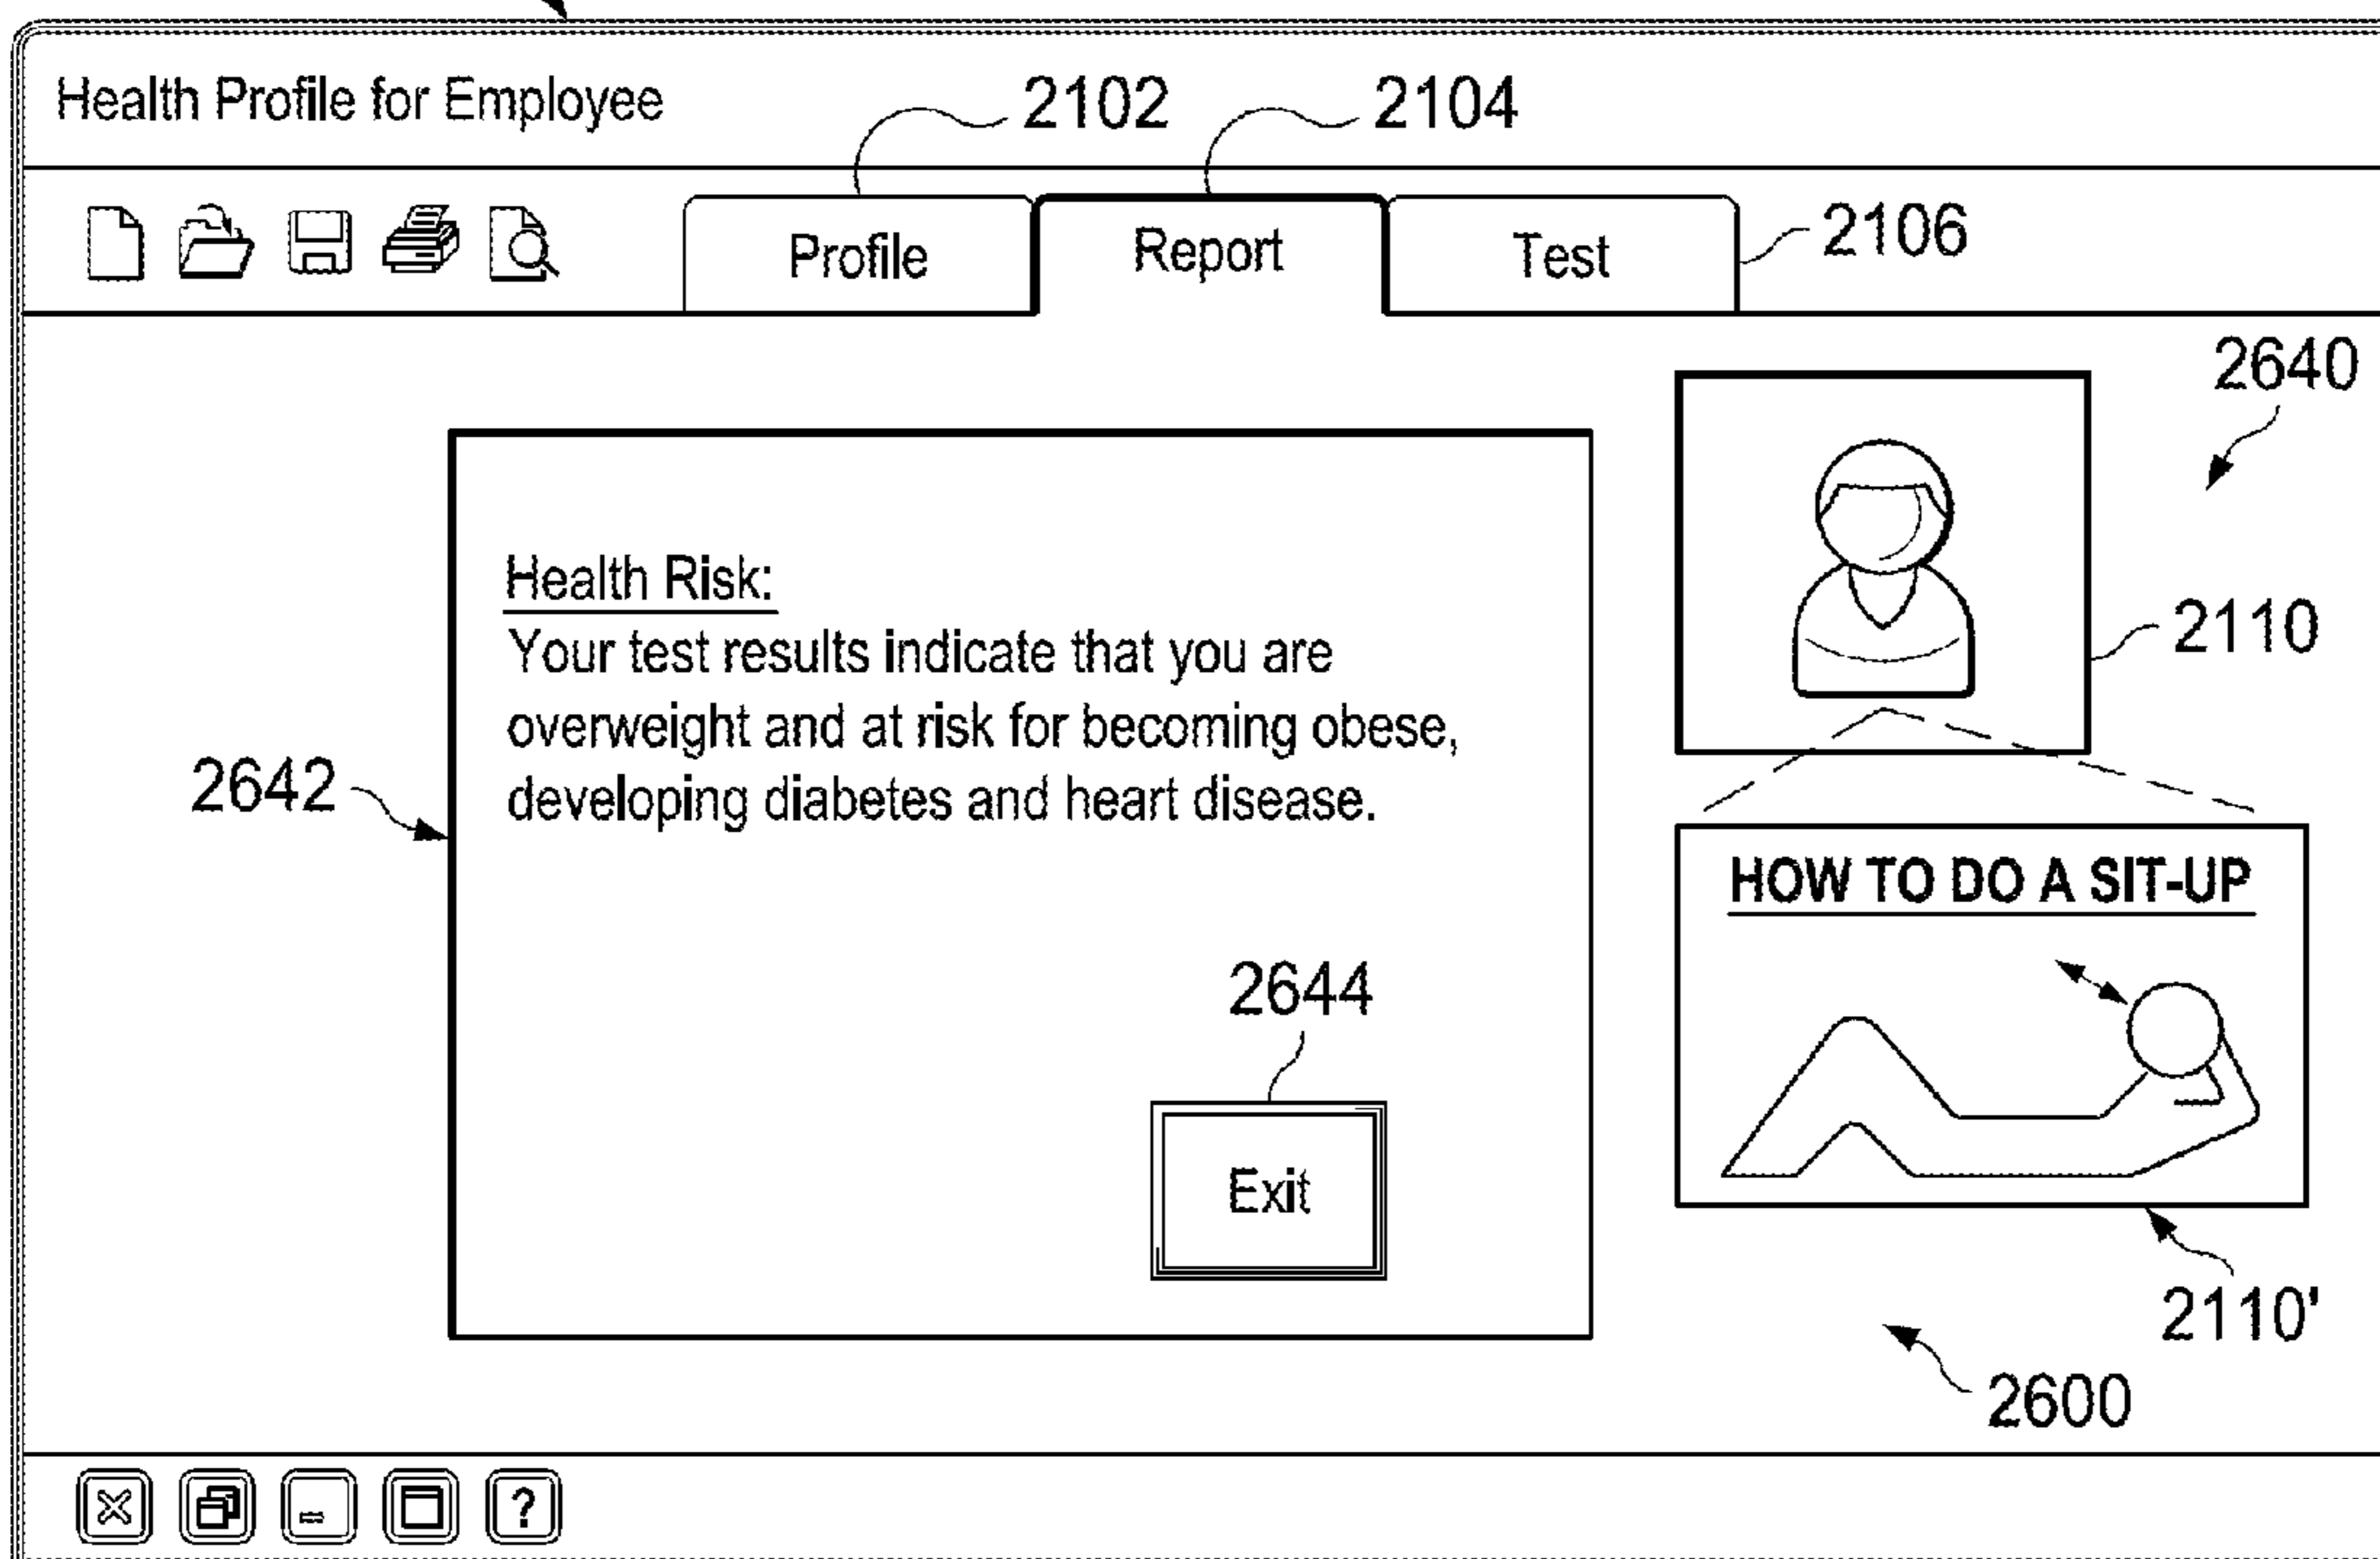 Health Profile for Employee
2102
2104
Profile
Report
Test
2106
2640
Health Risk:
Your test results indicate that you are
overweight and at risk for becoming obese,
developing diabetes and heart disease.
2110
2642
HOW TO DO A SIT-UP
2644
Exit
2110'
2600
?